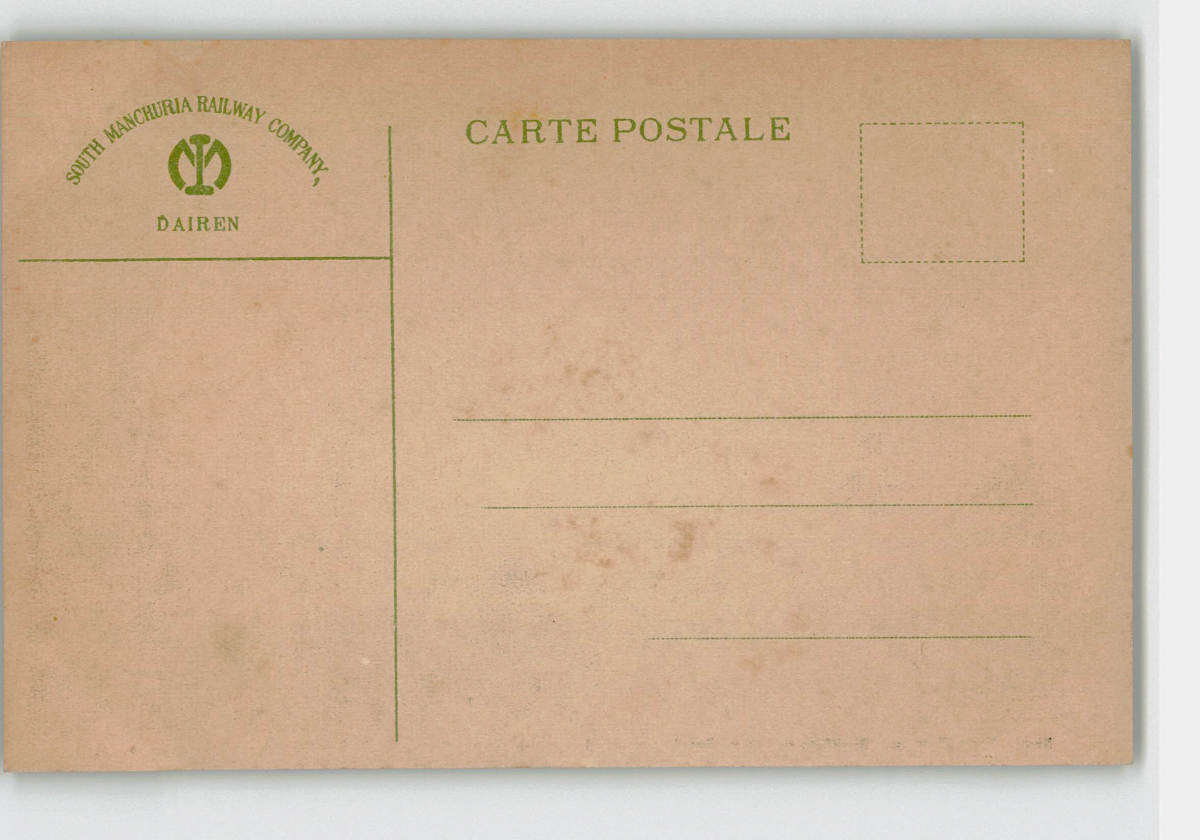 SOUTH MANCHURIA RAILWAY COMPANY,
DAIREN
CARTE POSTALE